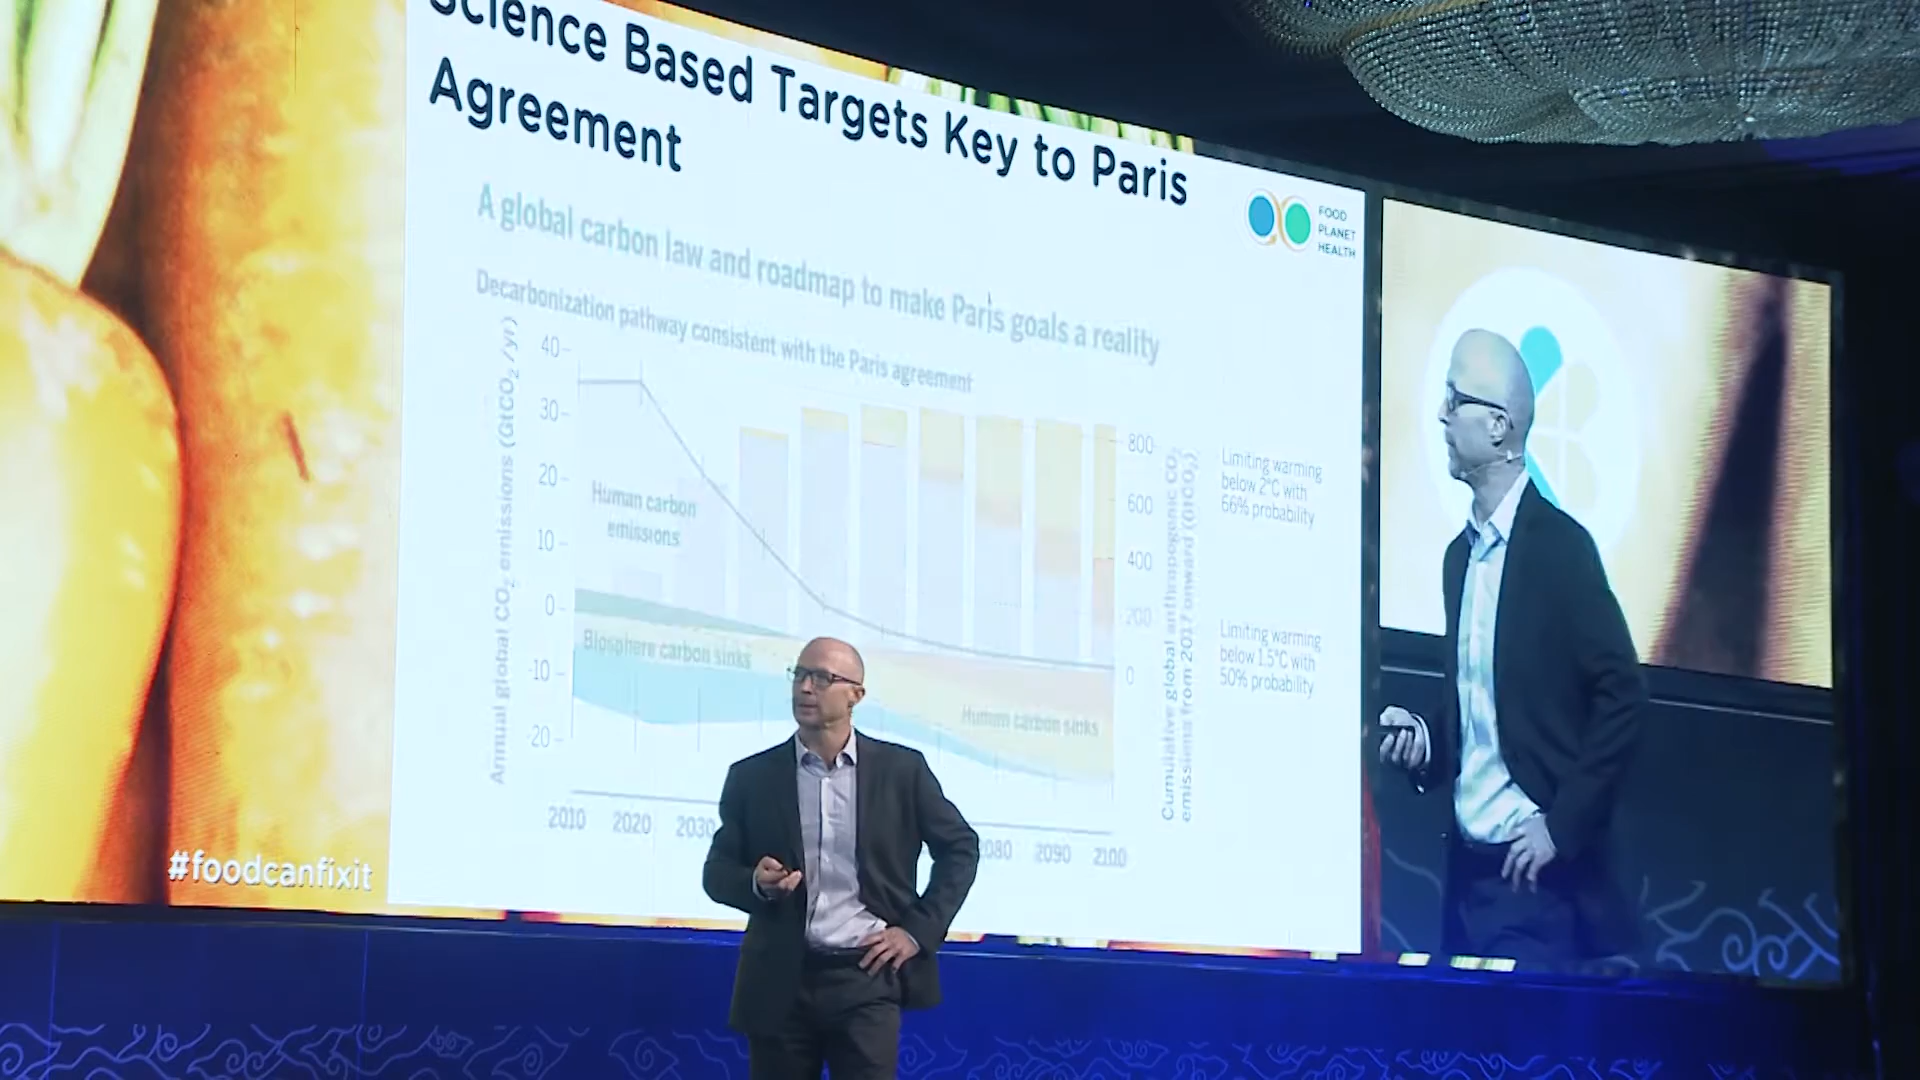 Science Based Targets Key to Paris
Agreement
FOOD
PLANET
HEALTH
A global carbon law and roadmap to make Paris goals a reality
Decarbonization pathway consistent with the Paris agreement
Annual global CO2 emissions (GtCO2/yr)
40
30
20
10
0
-10
-20
Human carbon
emissions
Biosphere carbon sinks
Human carbon sinks
800
600
400
200
0
Cumulative global anthropogenic CO2
emissions from 2017 onward (GtCO2)
Limiting warming
below 2°C with
66% probability
Limiting warming
below 1.5°C with
50% probability
2010 2020 2030 2080 2090 2100
#foodcanfixit